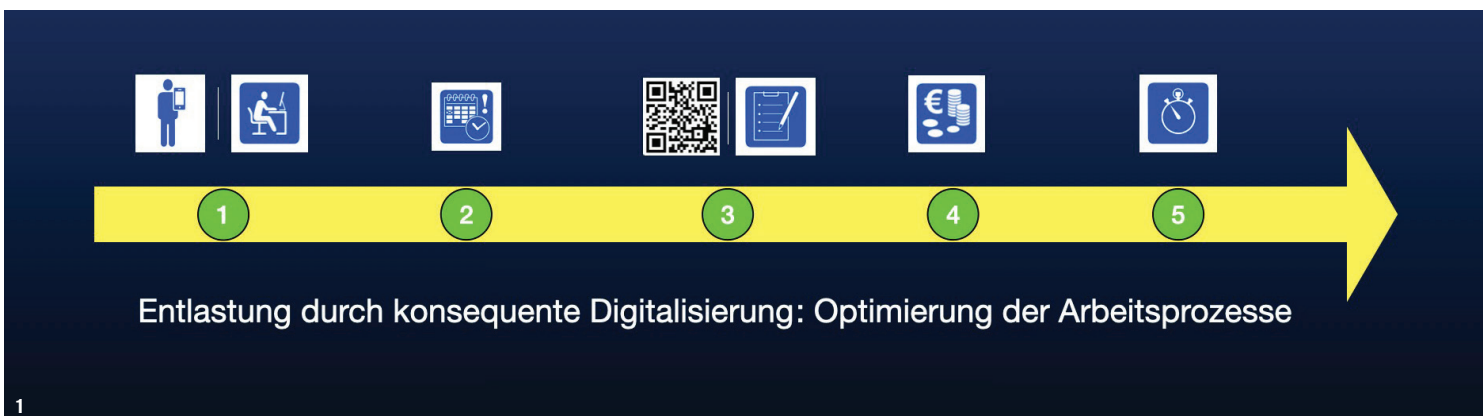 1 2 3 4 5
Entlastung durch konsequente Digitalisierung: Optimierung der Arbeitsprozesse
1